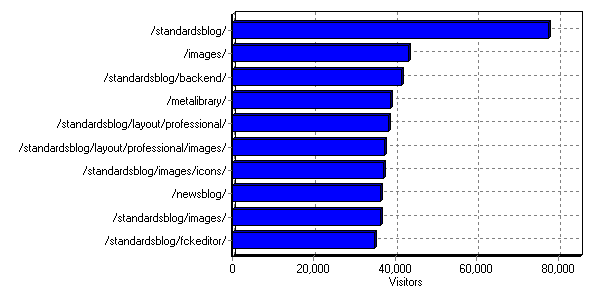 /standardsblog/
/images/
/standardsblog/backend/
/metalibrary/
/standardsblog/layout/professional/
/standardsblog/layout/professional/images/
/standardsblog/images/icons/
/newsblog/
/standardsblog/images/
/standardsblog/fckeditor/
0 20,000 40,000 60,000 80,000
Visitors